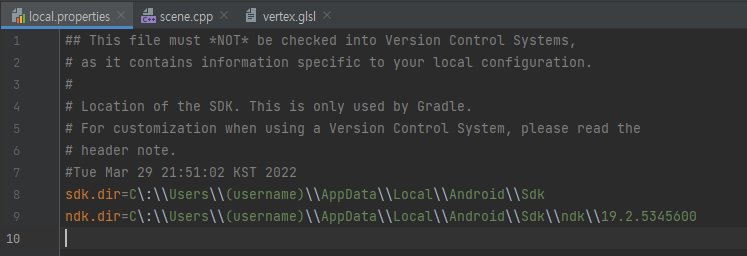 local.properties scene.cpp vertex.glsl
1 ## This file must *NOT* be checked into Version Control Systems,
2 # as it contains information specific to your local configuration.
3 #
4 # Location of the SDK. This is only used by Gradle.
5 # For customization when using a Version Control System, please read the
6 # header note.
7 #Tue Mar 29 21:51:02 KST 2022
8 sdk.dir=C\:\\Users\\(username)\\AppData\\Local\\Android\\Sdk
9 ndk.dir=C\:\\Users\\(username)\\AppData\\Local\\Android\\Sdk\\ndk\\19.2.5345600
10